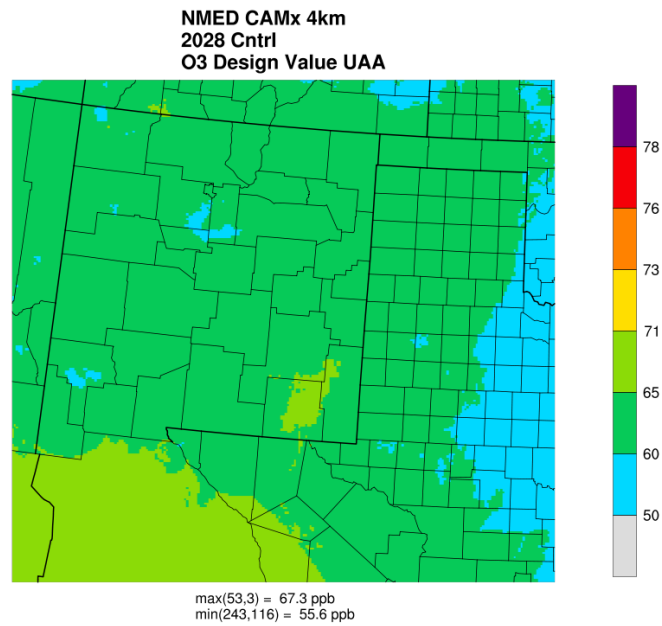 NMED CAMx 4km
2028 Cntrl
O3 Design Value UAA
78
76
73
71
65
60
50
max(53,3) = 67.3 ppb
min(243,116) = 55.6 ppb